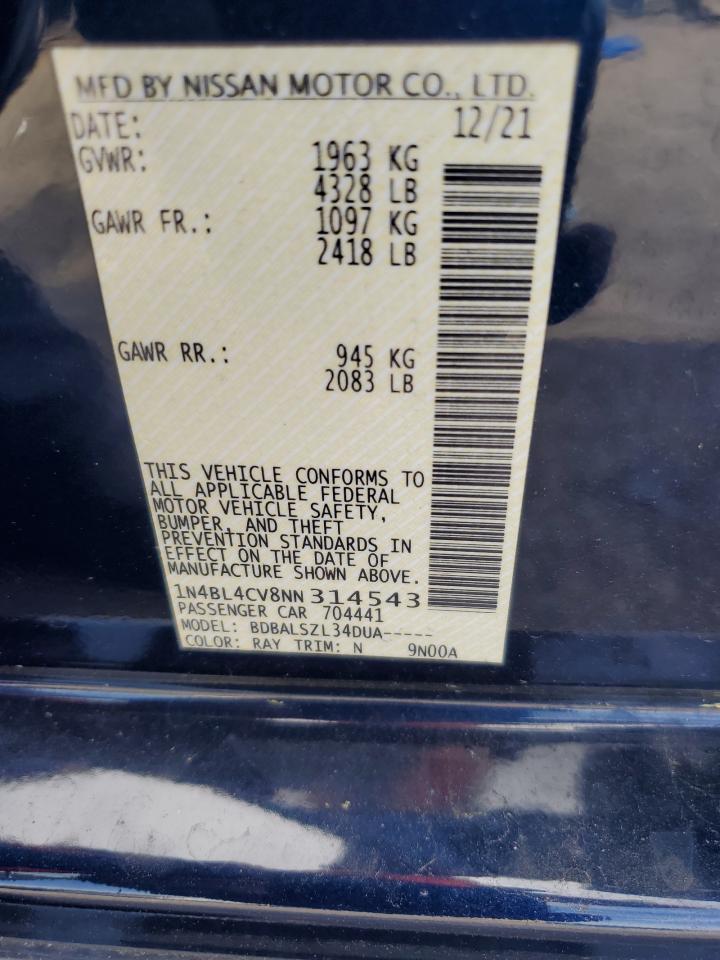 MFD BY NISSAN MOTOR CO., LTD.
DATE: 12/21
GVWR: 1963 KG
4328 LB
GAWR FR.: 1097 KG
2418 LB
GAWR RR.: 945 KG
2083 LB
THIS VEHICLE CONFORMS TO
ALL APPLICABLE FEDERAL
MOTOR VEHICLE SAFETY,
BUMPER, AND THEFT
PREVENTION STANDARDS IN
EFFECT ON THE DATE OF
MANUFACTURE SHOWN ABOVE.
1N4BL4CV8NN314543
PASSENGER CAR 704441
MODEL: BDBALSZL34DUA-----
COLOR: RAY TRIM: N 9N00A